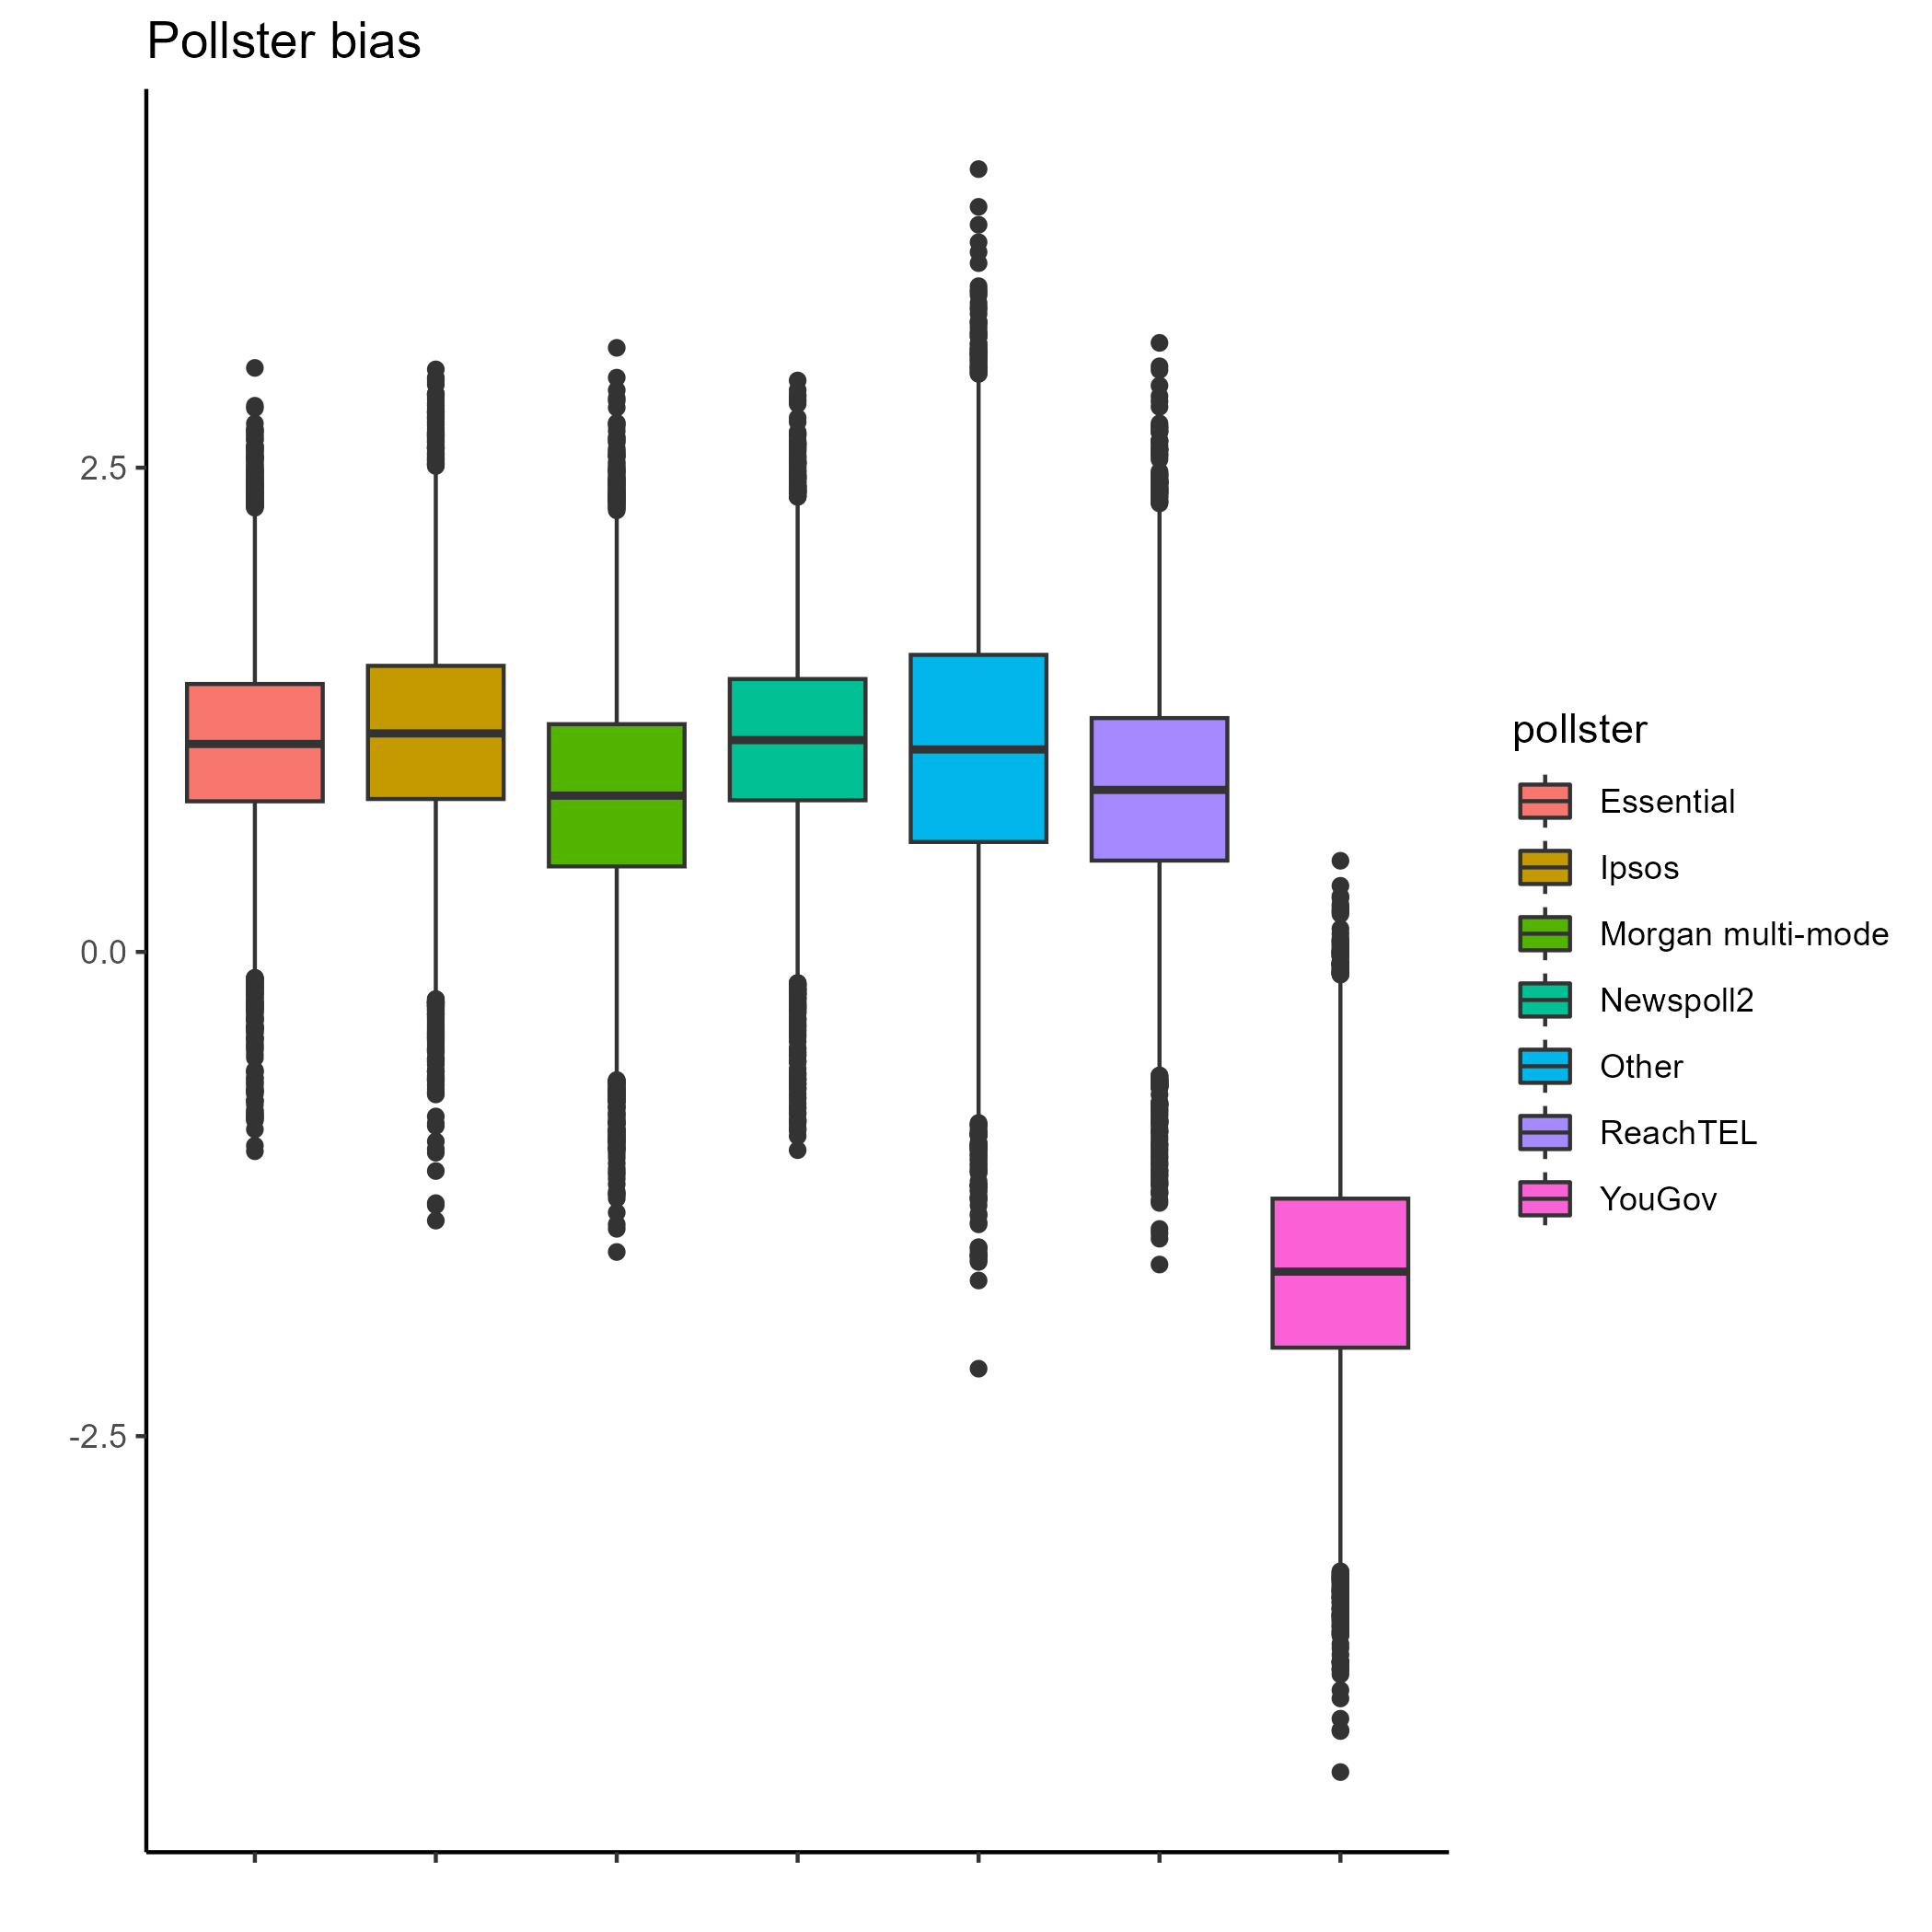 Pollster bias
2.5
0.0
-2.5
pollster
Essential
Ipsos
Morgan multi-mode
Newspoll2
Other
ReachTEL
YouGov